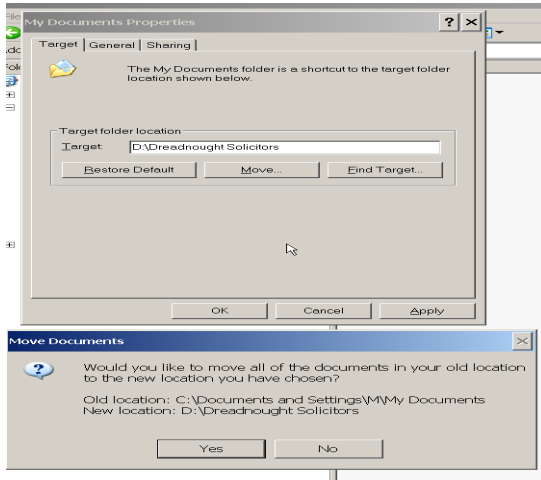 File
My Documents Properties
Target General Sharing
The My Documents folder is a shortcut to the target folder
location shown below.
Target folder location
Target: D:\Dreadnought Solicitors
Restore Default Move... Find Target...
OK Cancel Apply
Move Documents
Would you like to move all of the documents in your old location
to the new location you have chosen?
Old location: C:\Documents and Settings\M\My Documents
New location: D:\Dreadnought Solicitors
Yes No